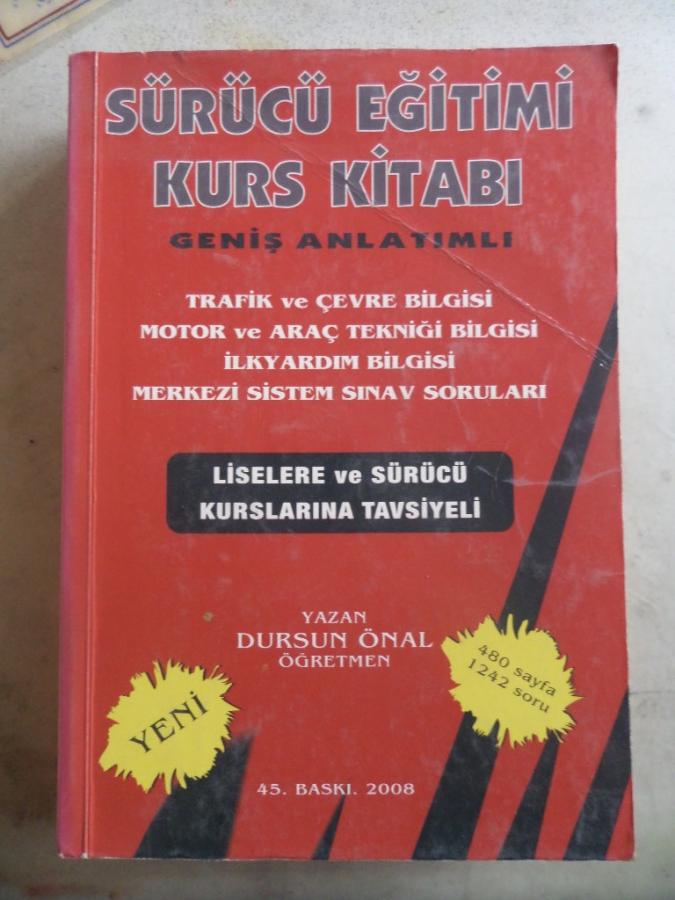 SÜRÜCÜ EĞİTİMİ
KURS KİTABI
GENİŞ ANLATIMLI
TRAFİK ve ÇEVRE BİLGİSİ
MOTOR ve ARAÇ TEKNİĞİ BİLGİSİ
İLKYARDIM BİLGİSİ
MERKEZİ SİSTEM SINAV SORULARI
LİSELERE ve SÜRÜCÜ
KURSLARINA TAVSİYELİ
YAZAN
DURSUN ÖNAL
ÖĞRETMEN
480 sayfa
1242 soru
YENİ
45. BASKI. 2008